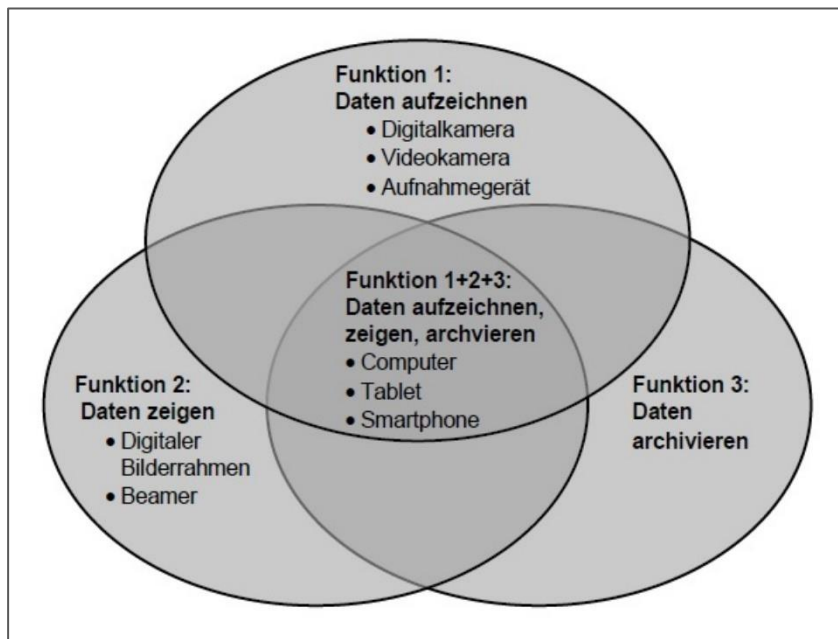 Funktion 1:
Daten aufzeichnen
• Digitalkamera
• Videokamera
• Aufnahmegerät
Funktion 1+2+3:
Daten aufzeichnen,
zeigen, archvieren
• Computer
• Tablet
• Smartphone
Funktion 2:
Daten zeigen
• Digitaler
Bilderrahmen
• Beamer
Funktion 3:
Daten
archivieren